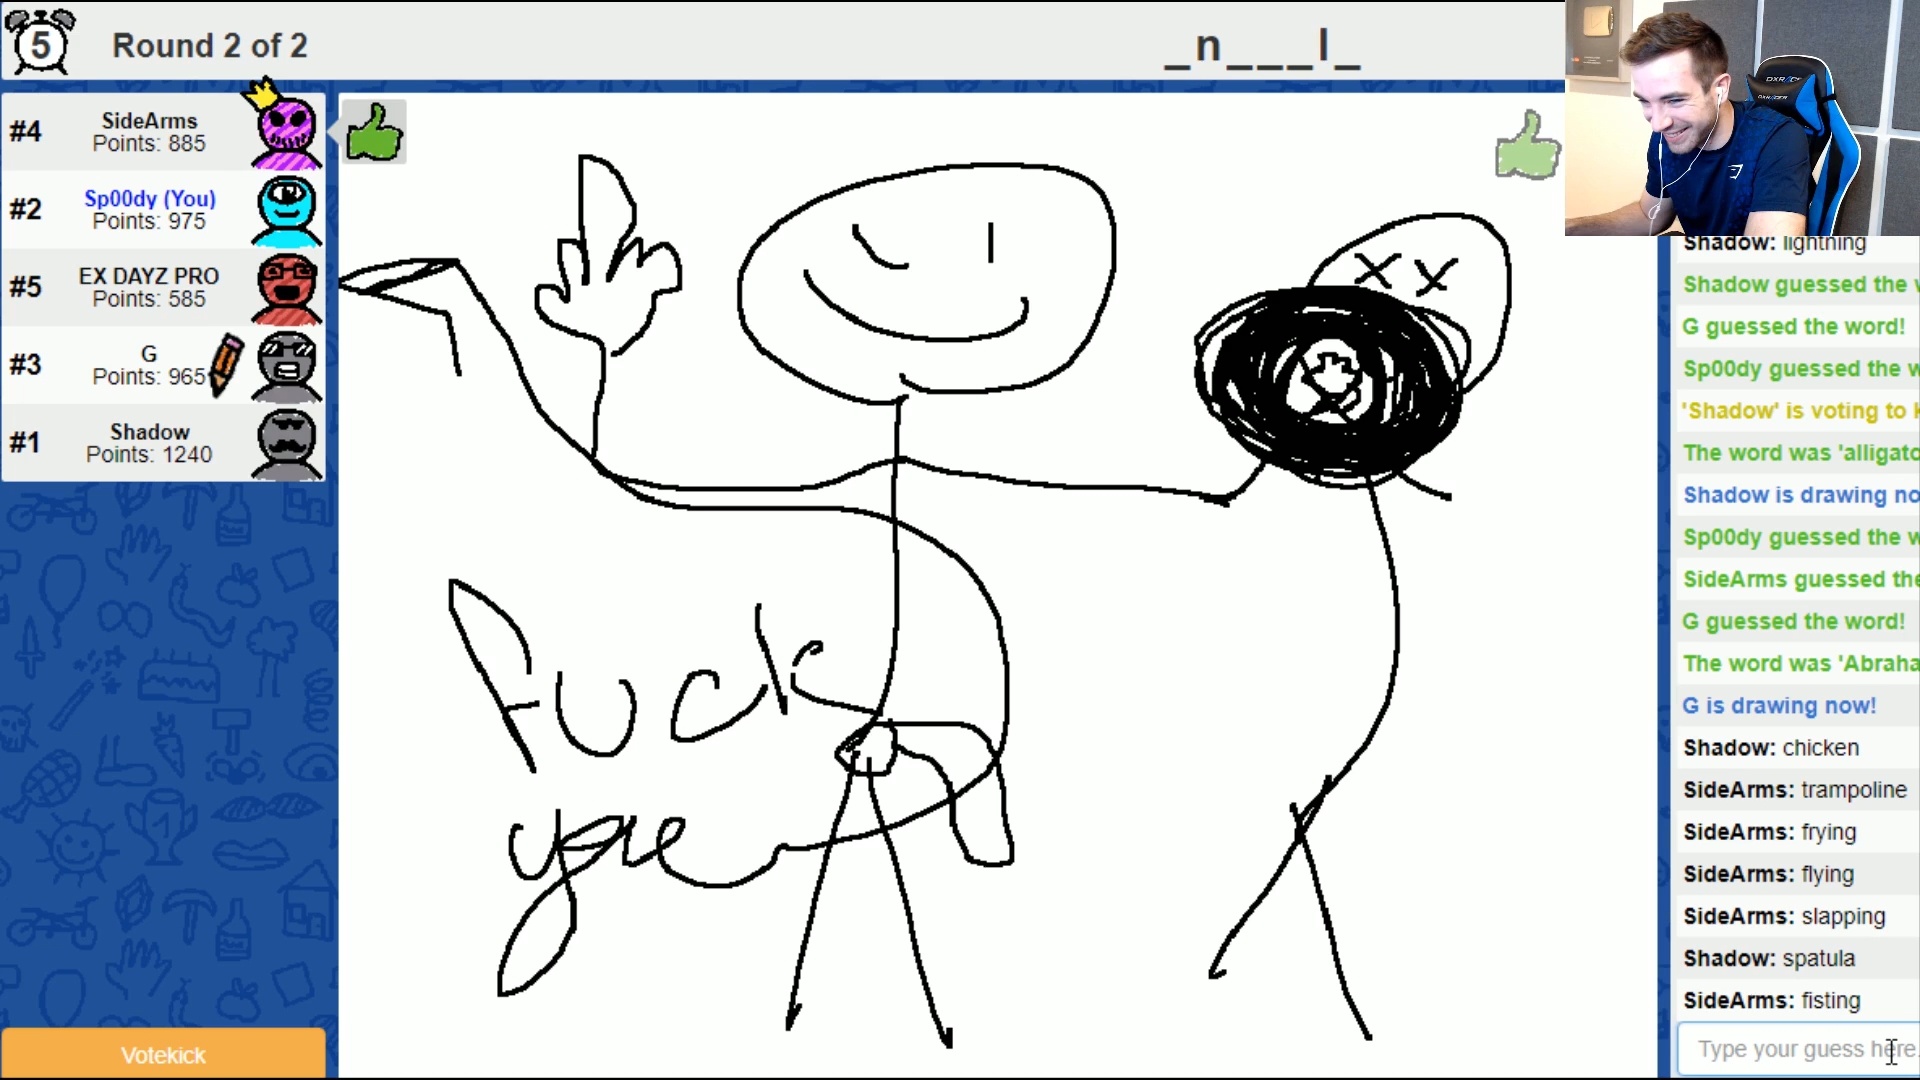 5
Round 2 of 2
_n___l_
#4
SideArms
Points: 885
#2
Sp00dy (You)
Points: 975
#5
EX DAYZ PRO
Points: 585
#3
G
Points: 965
#1
Shadow
Points: 1240
Votekick
Fuck
you
DXRACER
DXRACER
Shadow: lightning
Shadow guessed the w
G guessed the word!
Sp00dy guessed the w
'Shadow' is voting to k
The word was 'alligato
Shadow is drawing no
Sp00dy guessed the w
SideArms guessed the
G guessed the word!
The word was 'Abraha
G is drawing now!
Shadow: chicken
SideArms: trampoline
SideArms: frying
SideArms: flying
SideArms: slapping
Shadow: spatula
SideArms: fisting
Type your guess here.